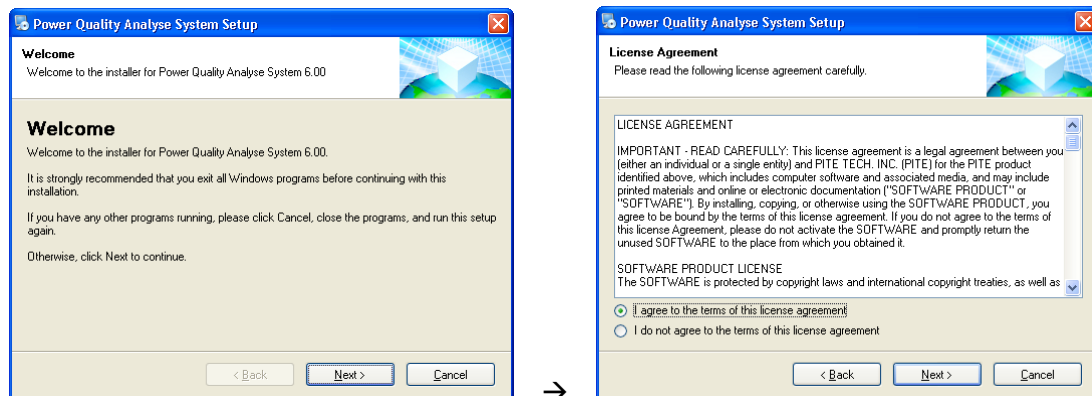 Power Quality Analyse System Setup
Welcome
Welcome to the installer for Power Quality Analyse System 6.00
Welcome
Welcome to the installer for Power Quality Analyse System 6.00.
It is strongly recommended that you exit all Windows programs before continuing with this
installation.
If you have any other programs running, please click Cancel, close the programs, and run this setup
again.
Otherwise, click Next to continue.
< Back
Next >
Cancel
→
Power Quality Analyse System Setup
License Agreement
Please read the following license agreement carefully.
LICENSE AGREEMENT
IMPORTANT - READ CAREFULLY: This license agreement is a legal agreement between you
(either an individual or a single entity) and PITE TECH. INC. (PITE) for the PITE product
identified above, which includes computer software and associated media, and may include
printed materials and online or electronic documentation ("SOFTWARE PRODUCT" or
"SOFTWARE"). By installing, copying, or otherwise using the SOFTWARE PRODUCT, you
agree to be bound by the terms of this license agreement. If you do not agree to the terms of
this license Agreement, please do not activate the SOFTWARE and promptly return the
unused SOFTWARE to the place from which you obtained it.
SOFTWARE PRODUCT LICENSE
The SOFTWARE is protected by copyright laws and international copyright treaties, as well as
I agree to the terms of this license agreement
I do not agree to the terms of this license agreement
< Back
Next >
Cancel